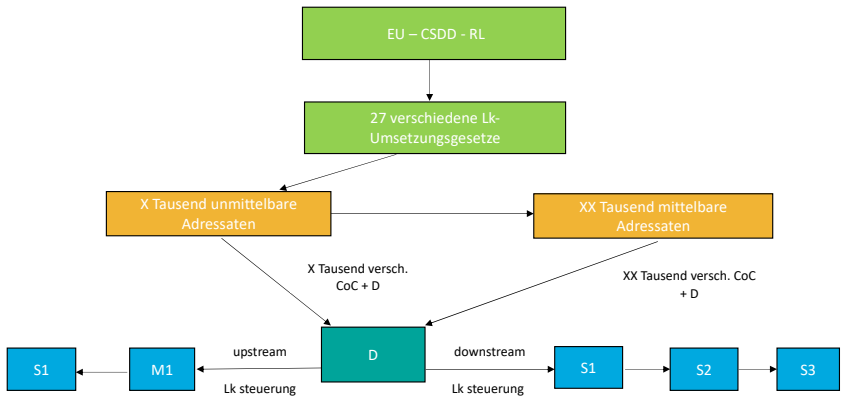 EU – CSDD - RL
27 verschiedene Lk-
Umsetzungsgesetze
X Tausend unmittelbare
Adressaten
XX Tausend mittelbare
Adressaten
X Tausend versch.
CoC + D
XX Tausend versch. CoC
+ D
upstream
downstream
S1
M1
D
S1
S2
S3
Lk steuerung
Lk steuerung